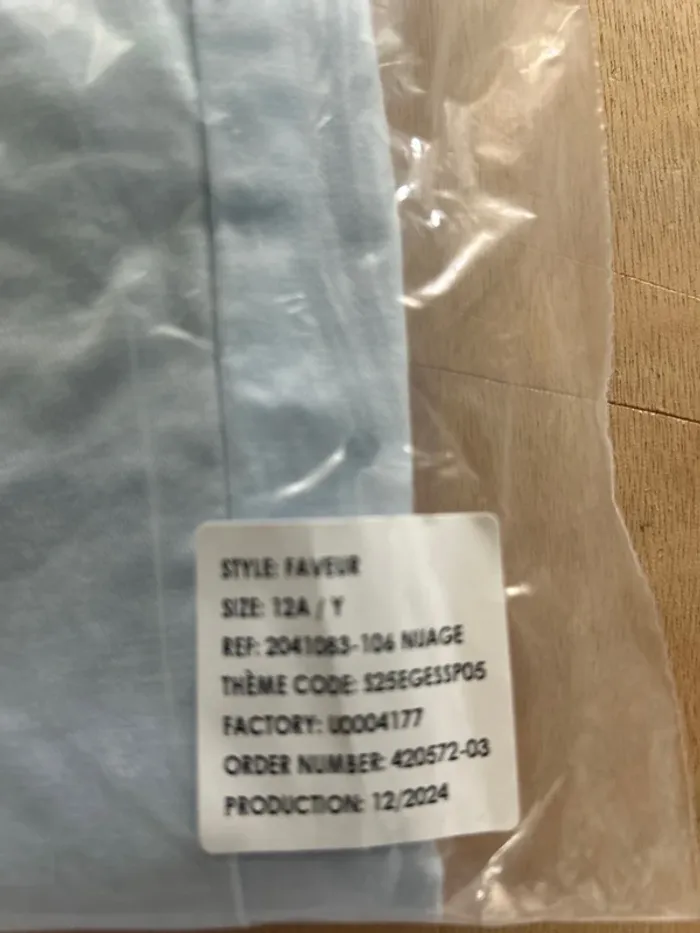 STYLE: FAVEUR
SIZE: 12A / Y
REF: 2041083-106 NUAGE
THÈME CODE: S25EGESSP05
FACTORY: U0004177
ORDER NUMBER: 420572-03
PRODUCTION: 12/2024